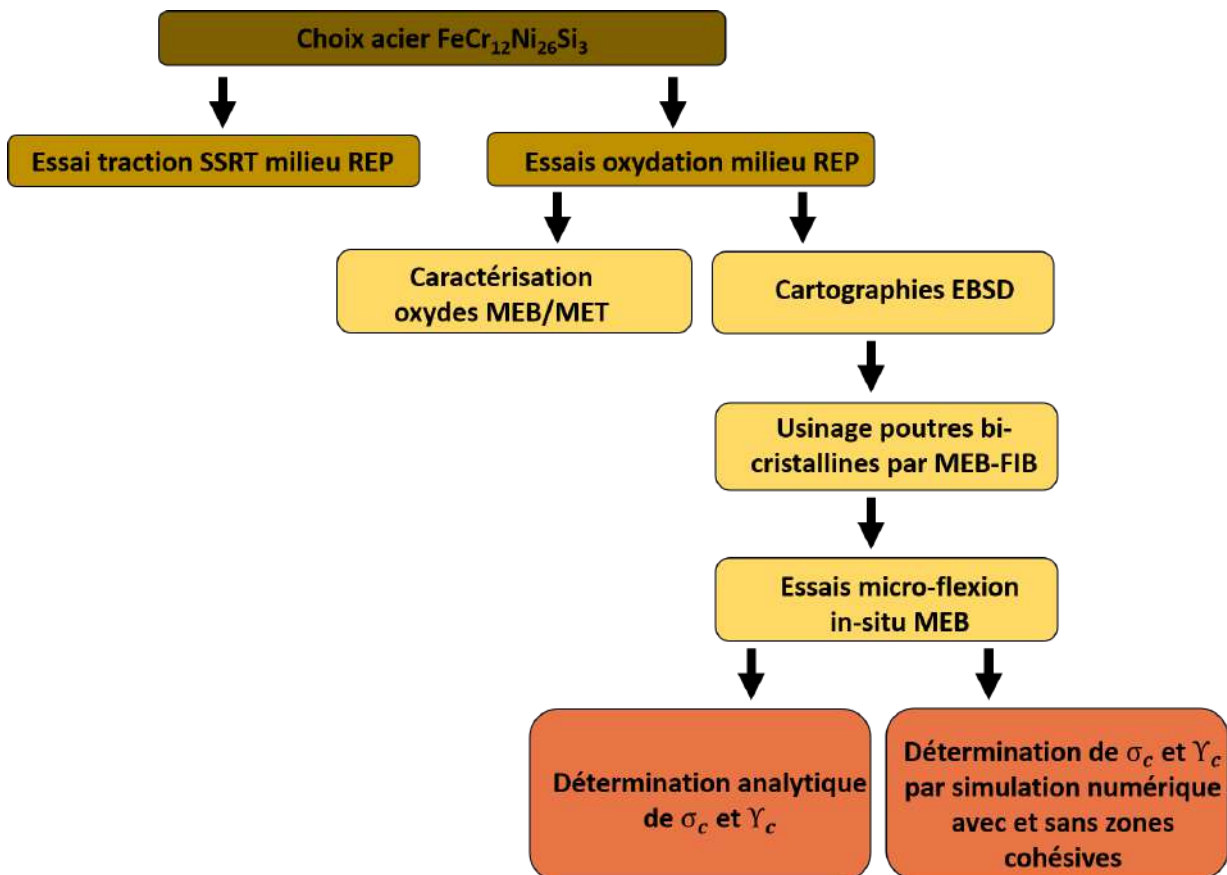 Choix acier FeCr₁₂Ni₂₆Si₃
Essai traction SSRT milieu REP
Essais oxydation milieu REP
Caractérisation
oxydes MEB/MET
Cartographies EBSD
Usinage poutres bi-
cristallines par MEB-FIB
Essais micro-flexion
in-situ MEB
Détermination analytique
de σ𝒄 et ϒ𝒄
Détermination de σ𝒄 et ϒ𝒄
par simulation numérique
avec et sans zones
cohésives